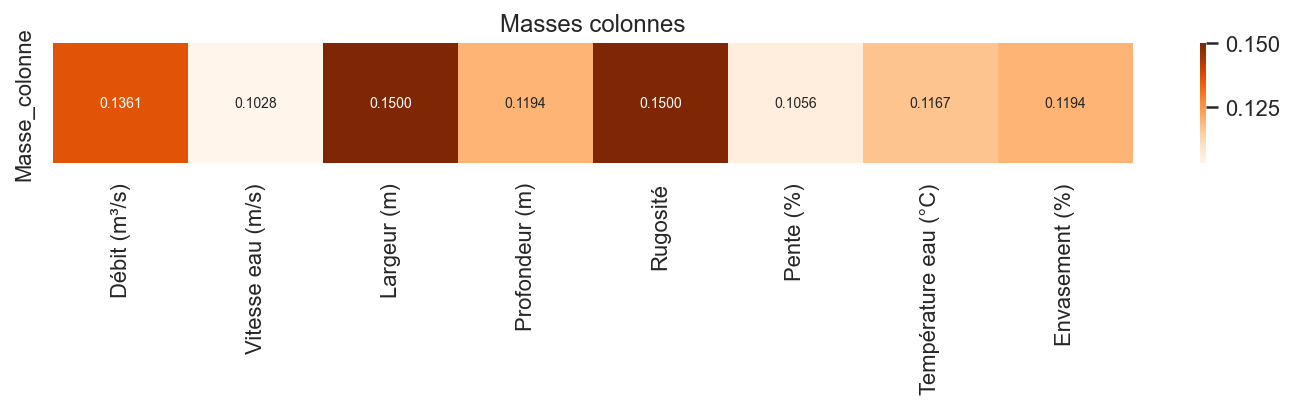 Masses colonnes
Masse_colonne
0.1361
0.1028
0.1500
0.1194
0.1500
0.1056
0.1167
0.1194
0.150
0.125
Débit (m³/s)
Vitesse eau (m/s)
Largeur (m)
Profondeur (m)
Rugosité
Pente (%)
Température eau (°C)
Envasement (%)